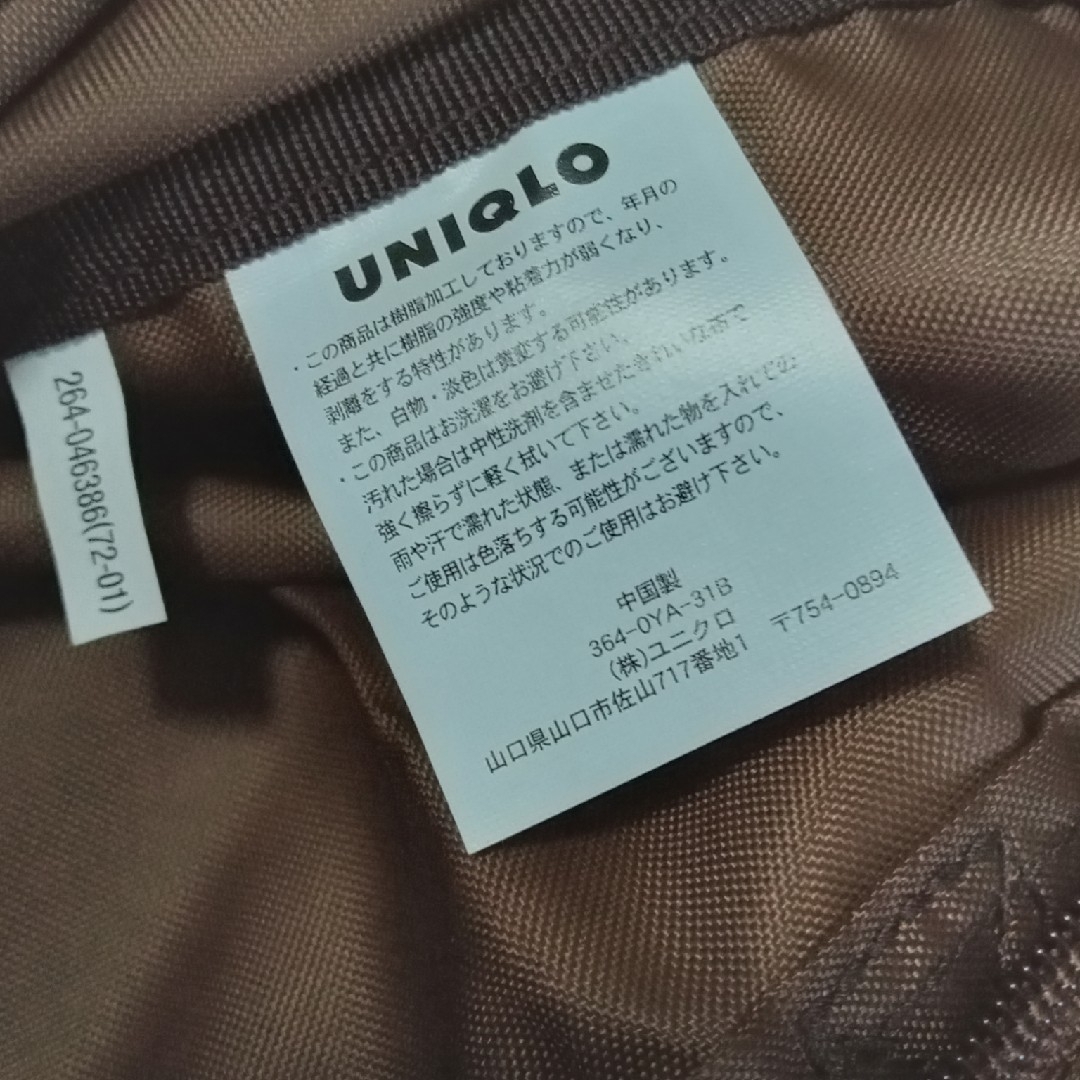 UNIQLO
・この商品は樹脂加工しておりますので、年月の
経過と共に樹脂の強度や粘着力が弱くなり、
剥離をする特性があります。
また、白物・淡色は黄変する可能性があります。
・この商品はお洗濯をお避け下さい。
汚れた場合は中性洗剤を含ませたきれいな布で
強く擦らずに軽く拭いて下さい。
雨や汗で濡れた状態、または濡れた物を入れての
ご使用は色落ちする可能性がございますので、
そのような状況でのご使用はお避け下さい。
中国製
364-0YA-31B
(株)ユニクロ 〒754-0894
山口県山口市佐山717番地1
264-046386(72-01)